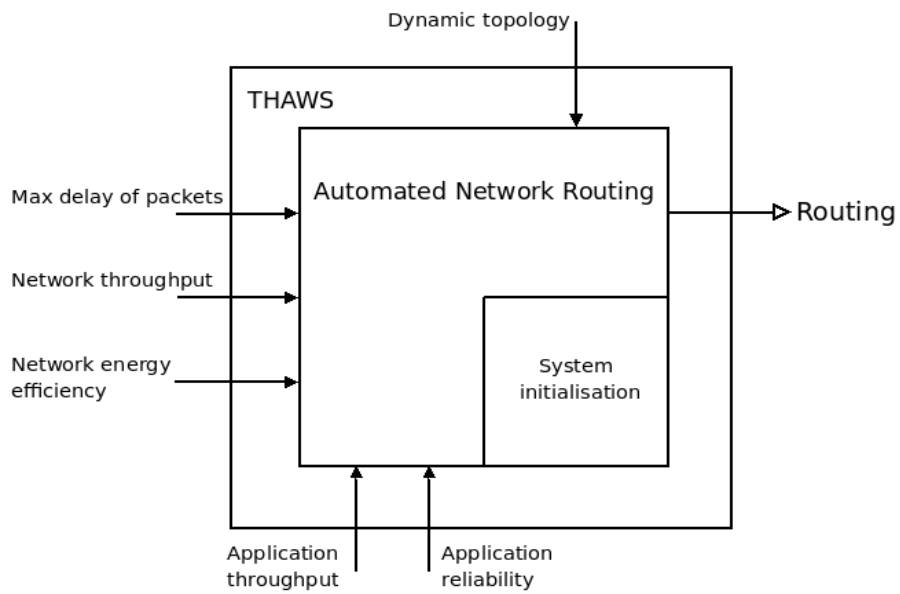 Dynamic topology
THAWS
Automated Network Routing
Max delay of packets
Routing
Network throughput
Network energy
efficiency
System
initialisation
Application
throughput
Application
reliability